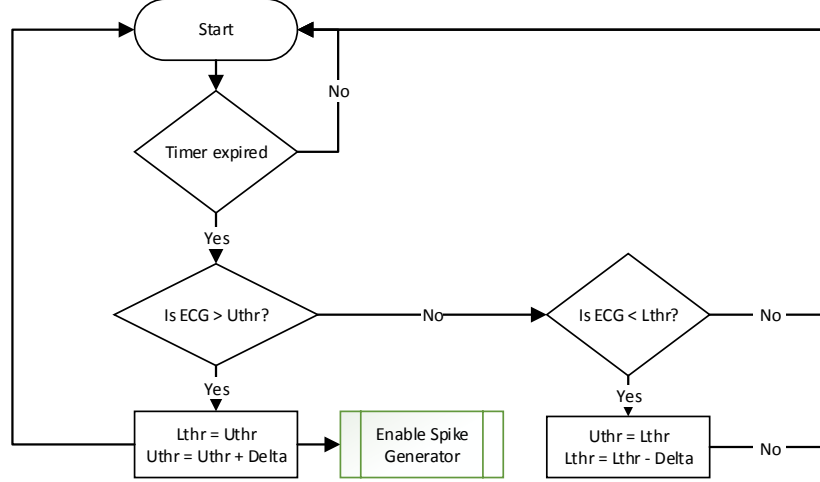 Start
No
Timer expired
Yes
Is ECG > Uthr?
No
Is ECG < Lthr?
No
Yes
Yes
Lthr = Uthr
Uthr = Uthr + Delta
Enable Spike
Generator
Uthr = Lthr
Lthr = Lthr - Delta
No